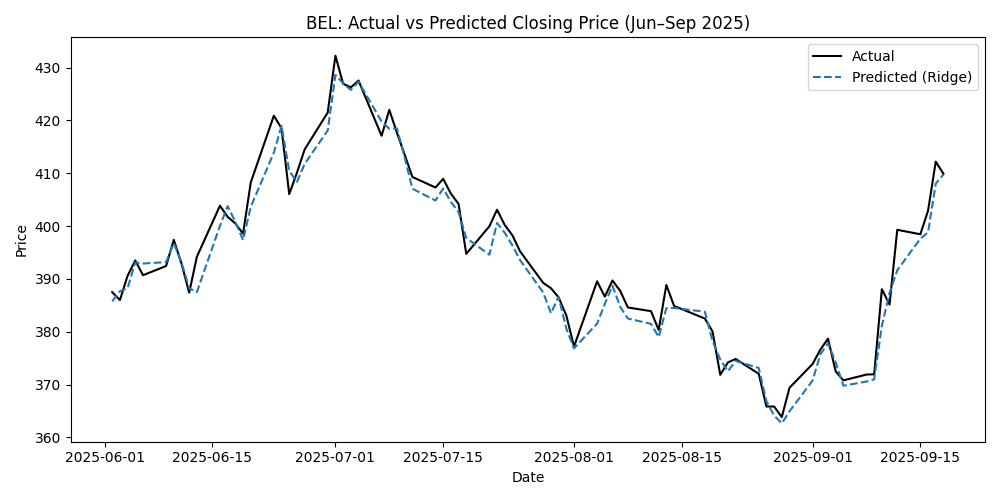 BEL: Actual vs Predicted Closing Price (Jun–Sep 2025)
Actual
Predicted (Ridge)
Price
430
420
410
400
390
380
370
360
2025-06-01 2025-06-15 2025-07-01 2025-07-15 2025-08-01 2025-08-15 2025-09-01 2025-09-15
Date